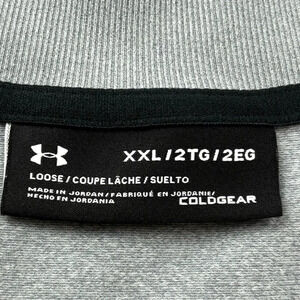 XXL/2TG/2EG
LOOSE/COUPE LÂCHE/SUELTO
MADE IN JORDAN/FABRIQUÉ EN JORDANIE/
HECHO EN JORDANIA
COLDGEAR